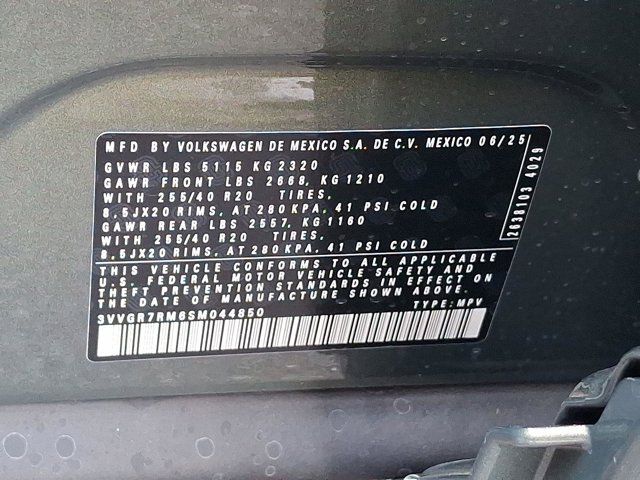 MFD BY VOLKSWAGEN DE MEXICO S.A. DE C.V. MEXICO 06/25
GVWR LBS 5115 KG 2320
GAWR FRONT LBS 2668, KG 1210
WITH 255/40 R20 TIRES,
8,5JX20 RIMS, AT 280 KPA, 41 PSI COLD
GAWR REAR LBS 2557, KG 1160
WITH 255/40 R20 TIRES,
8,5JX20 RIMS, AT 280 KPA, 41 PSI COLD
THIS VEHICLE CONFORMS TO ALL APPLICABLE
U.S. FEDERAL MOTOR VEHICLE SAFETY AND
THEFT PREVENTION STANDARDS IN EFFECT ON
THE DATE OF MANUFACTURE SHOWN ABOVE.
3VVGR7RM6SM044850 TYPE: MPV
2638103 4029